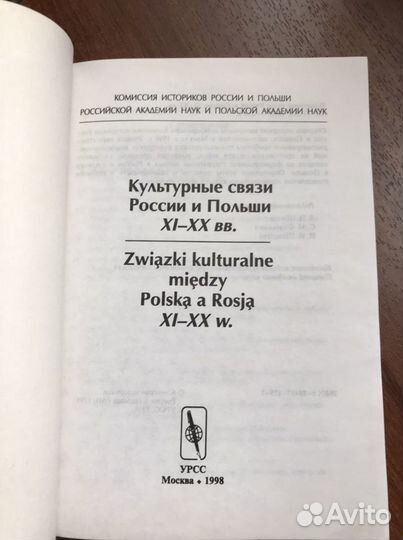 КОМИССИЯ ИСТОРИКОВ РОССИИ И ПОЛЬШИ
РОССИЙСКОЙ АКАДЕМИИ НАУК И ПОЛЬСКОЙ АКАДЕМИИ НАУК
Культурные связи
России и Польши
XI–XX вв.
Związki kulturalne
między
Polską a Rosją
XI–XX w.
УРСС
Москва • 1998
Avito